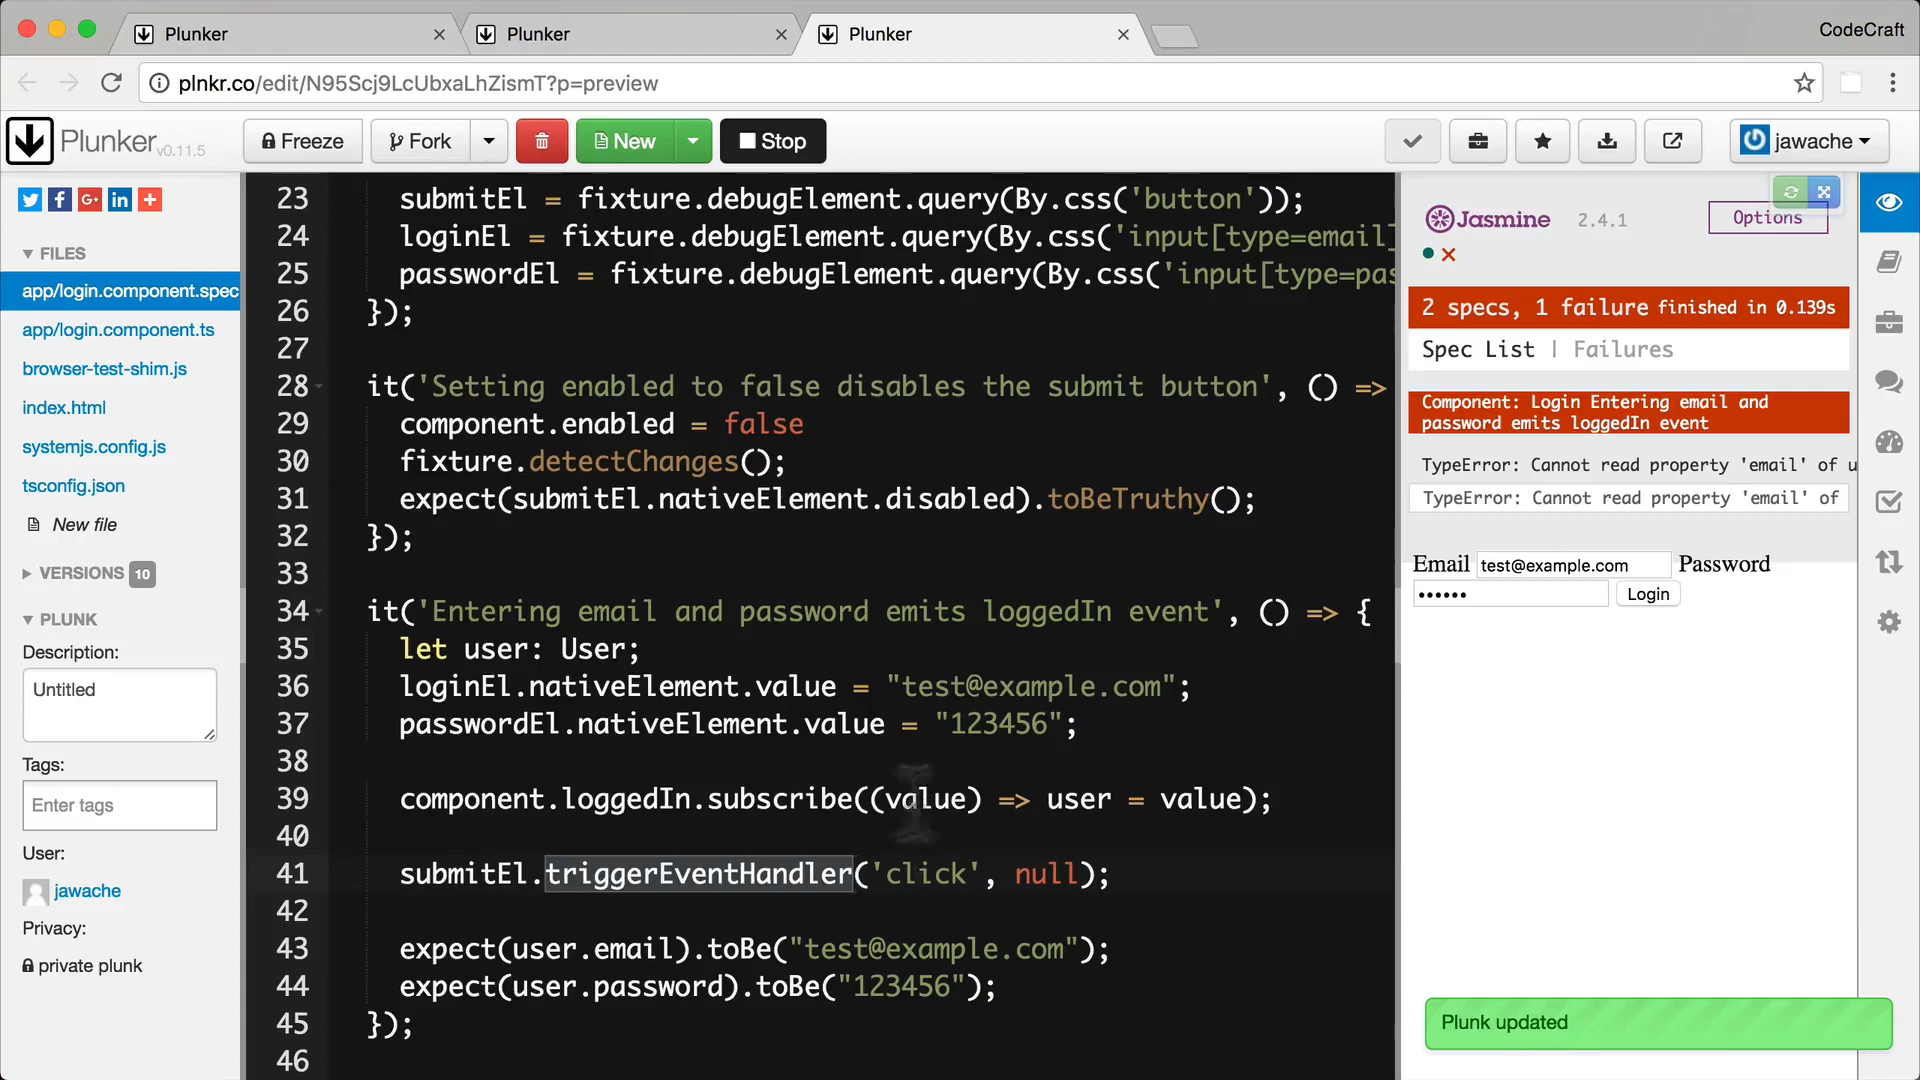 Plunker
Plunker
Plunker
CodeCraft
plnkr.co/edit/N95Scj9LcUbxaLhZismT?p=preview
Plunker v0.11.5
Freeze
Fork
New
Stop
jawache
FILES
app/login.component.spec
app/login.component.ts
browser-test-shim.js
index.html
systemjs.config.js
tsconfig.json
New file
VERSIONS 10
PLUNK
Description:
Untitled
Tags:
Enter tags
User:
jawache
Privacy:
private plunk
23 submitEl = fixture.debugElement.query(By.css('button'));
24 loginEl = fixture.debugElement.query(By.css('input[type=email]
25 passwordEl = fixture.debugElement.query(By.css('input[type=pas
26 });
27
28 it('Setting enabled to false disables the submit button', () =>
29 component.enabled = false
30 fixture.detectChanges();
31 expect(submitEl.nativeElement.disabled).toBeTruthy();
32 });
33
34 it('Entering email and password emits loggedIn event', () => {
35 let user: User;
36 loginEl.nativeElement.value = "test@example.com";
37 passwordEl.nativeElement.value = "123456";
38
39 component.loggedIn.subscribe((value) => user = value);
40
41 submitEl.triggerEventHandler('click', null);
42
43 expect(user.email).toBe("test@example.com");
44 expect(user.password).toBe("123456");
45 });
46
Jasmine 2.4.1
Options
2 specs, 1 failure finished in 0.139s
Spec List | Failures
Component: Login Entering email and
password emits loggedIn event
TypeError: Cannot read property 'email' of u
TypeError: Cannot read property 'email' of
Email test@example.com Password
•••••• Login
Plunk updated